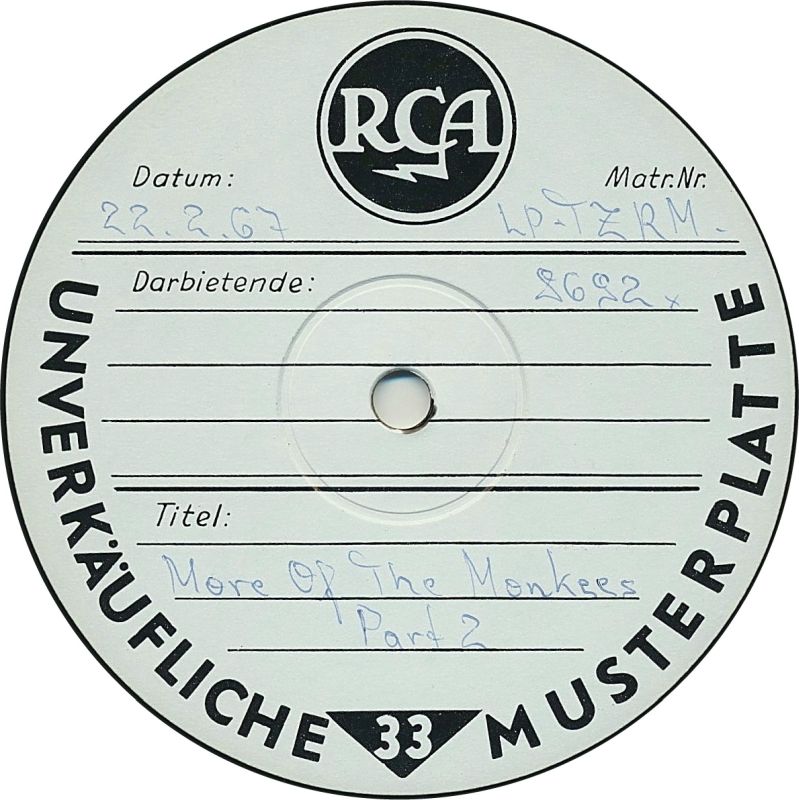 RCA
Datum: Matr.Nr.
22.2.67 LP-TZRM.
Darbietende: 9692x
Titel:
More Of The Monkees
Part 2
UNVERKÄUFLICHE 33 MUSTERPLATTE